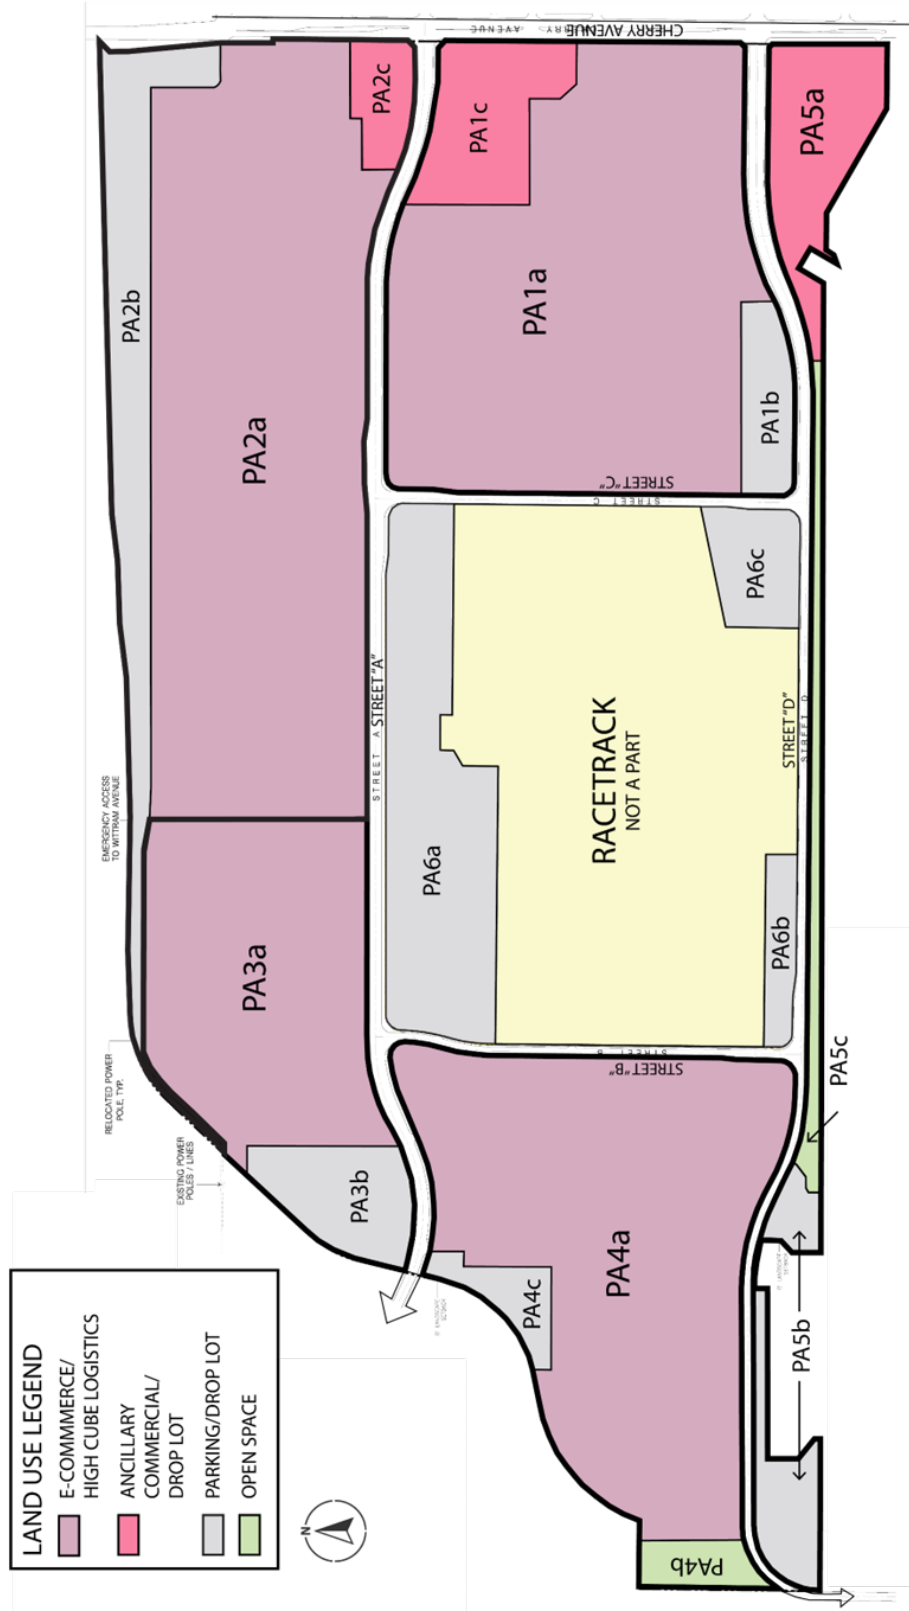 LAND USE LEGEND
E-COMMMERCE/
HIGH CUBE LOGISTICS
ANCILLARY
COMMERCIAL/
DROP LOT
PARKING/DROP LOT
OPEN SPACE
N
EXISTING POWER
POLES / LINES
RELOCATED POWER
POLE, TYP.
EMERGENCY ACCESS
TO WITTRAM AVENUE
PA2b
PA3a
PA2a
PA2c
PA3b
STREET A
STREET "A"
PA4c
PA6a
PA1c
PA1a
PA4a
STREET "B"
STREET B
RACETRACK
NOT A PART
STREET "C"
STREET C
CHERRY AVENUE
AVENUE
PA4b
PA6b
PA6c
PA1b
PA5a
STREET "D"
STREET D
PA5b
PA5c